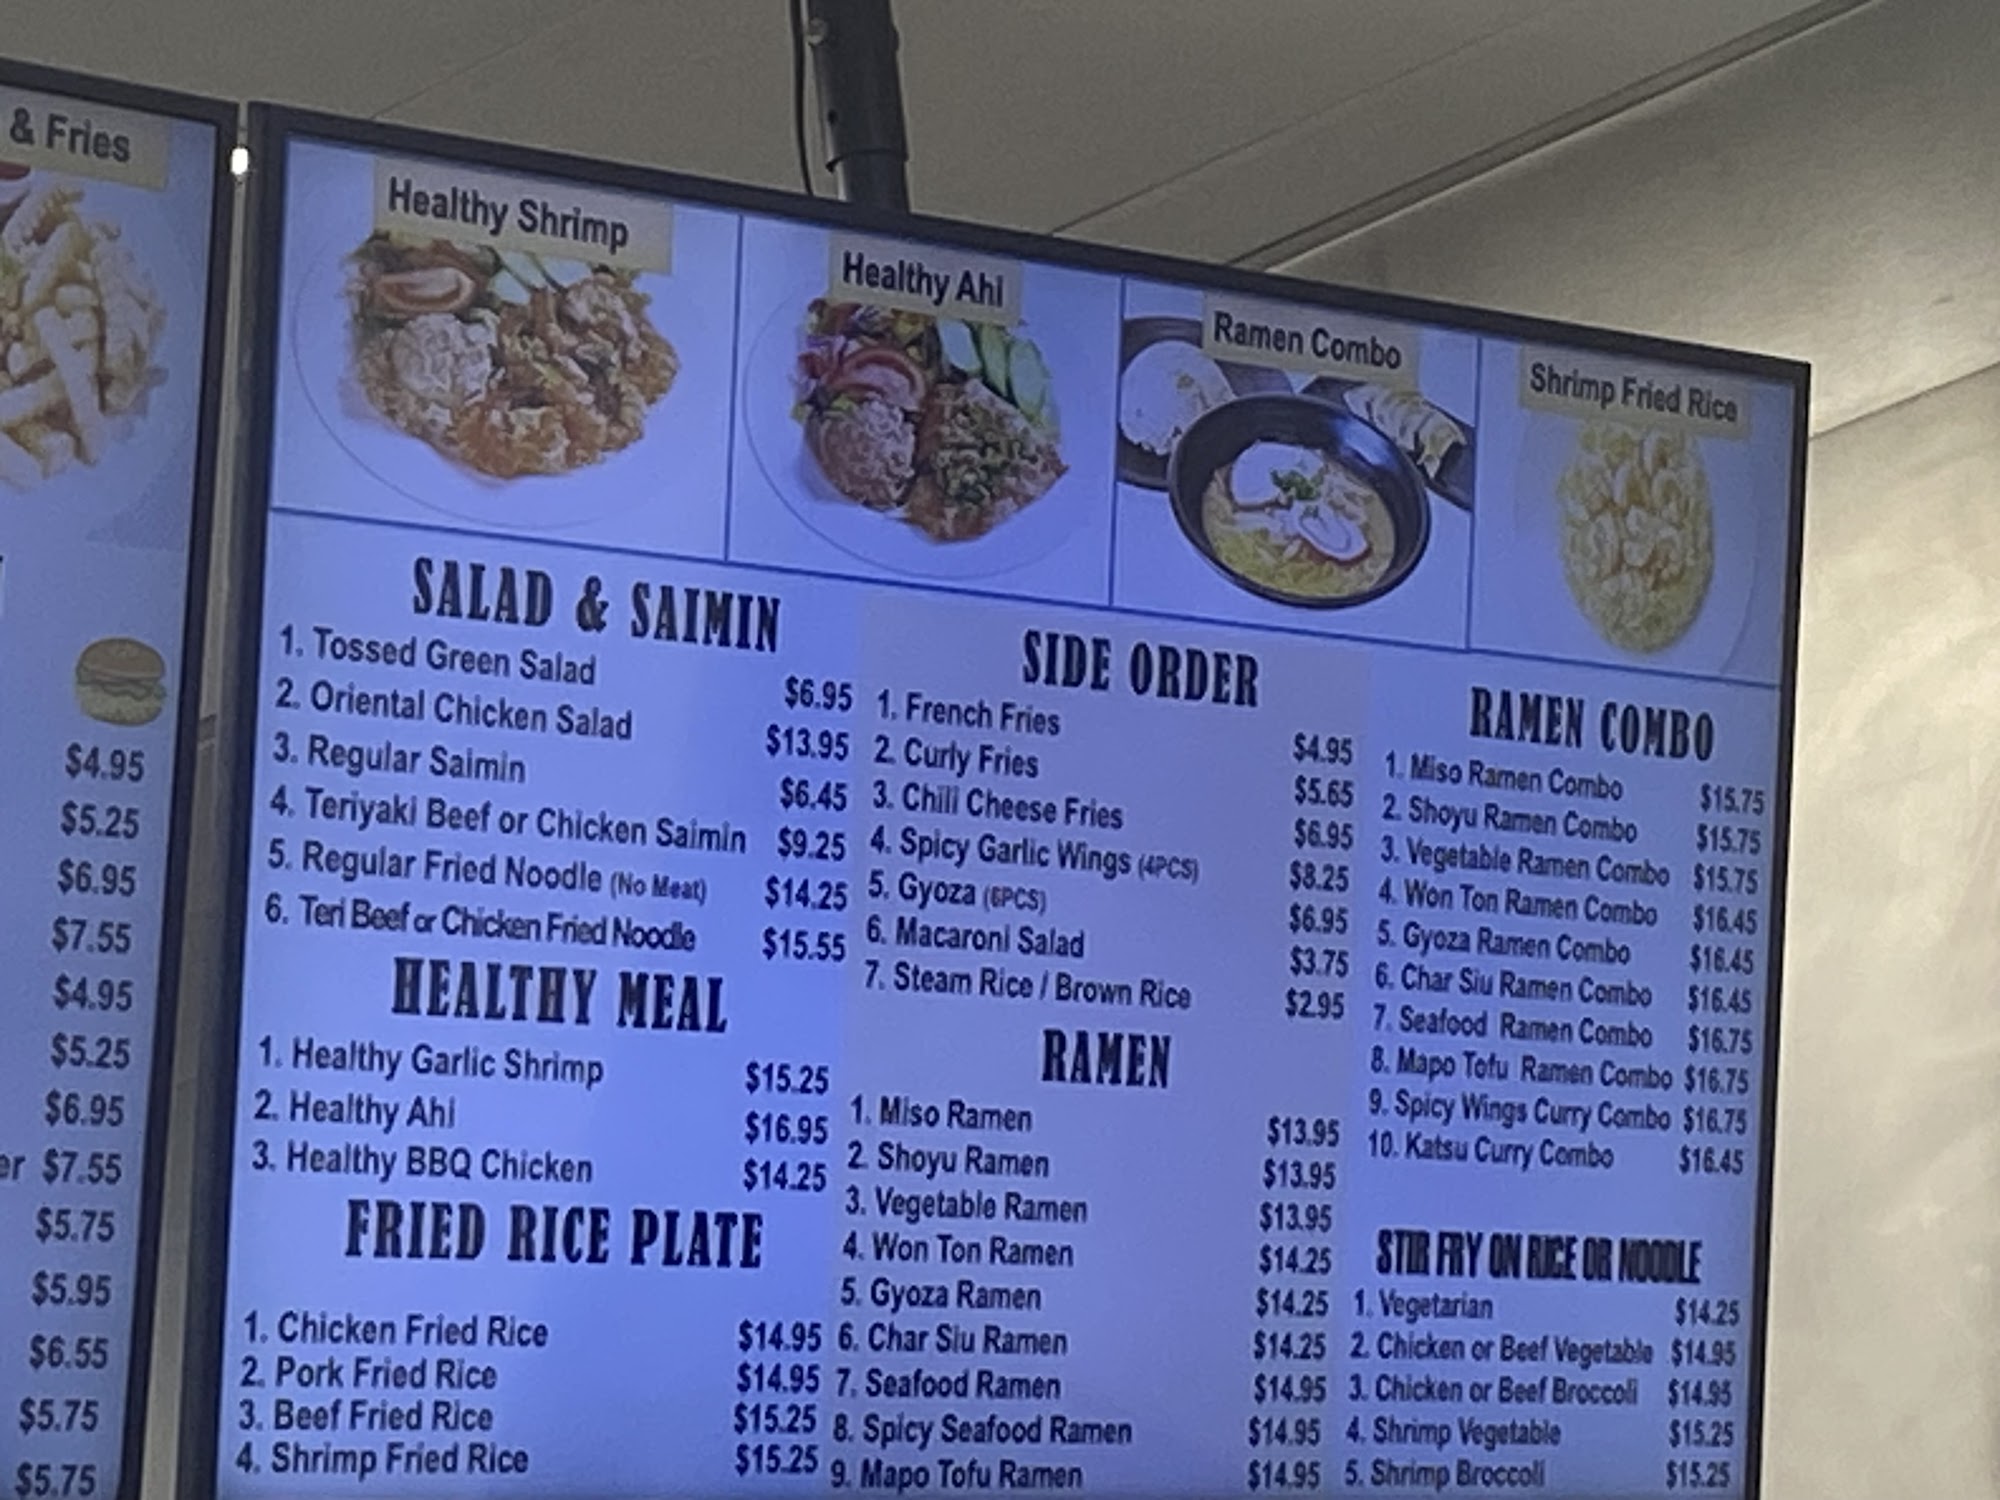 & Fries
$4.95
$5.25
$6.95
$7.55
$4.95
$5.25
$6.95
er $7.55
$5.75
$5.95
$6.55
$5.75
$5.75
Healthy Shrimp
Healthy Ahi
Ramen Combo
Shrimp Fried Rice
SALAD & SAIMIN
1. Tossed Green Salad $6.95
2. Oriental Chicken Salad $13.95
3. Regular Saimin $6.45
4. Teriyaki Beef or Chicken Saimin $9.25
5. Regular Fried Noodle (No Meat) $14.25
6. Teri Beef or Chicken Fried Noodle $15.55
HEALTHY MEAL
1. Healthy Garlic Shrimp $15.25
2. Healthy Ahi $16.95
3. Healthy BBQ Chicken $14.25
FRIED RICE PLATE
1. Chicken Fried Rice $14.95
2. Pork Fried Rice $14.95
3. Beef Fried Rice $15.25
4. Shrimp Fried Rice $15.25
SIDE ORDER
1. French Fries $4.95
2. Curly Fries $5.65
3. Chili Cheese Fries $6.95
4. Spicy Garlic Wings (4PCS) $8.25
5. Gyoza (6PCS) $6.95
6. Macaroni Salad $3.75
7. Steam Rice / Brown Rice $2.95
RAMEN
1. Miso Ramen $13.95
2. Shoyu Ramen $13.95
3. Vegetable Ramen $13.95
4. Won Ton Ramen $14.25
5. Gyoza Ramen $14.25
6. Char Siu Ramen $14.25
7. Seafood Ramen $14.95
8. Spicy Seafood Ramen $14.95
9. Mapo Tofu Ramen $14.95
RAMEN COMBO
1. Miso Ramen Combo $15.75
2. Shoyu Ramen Combo $15.75
3. Vegetable Ramen Combo $15.75
4. Won Ton Ramen Combo $16.45
5. Gyoza Ramen Combo $16.45
6. Char Siu Ramen Combo $16.45
7. Seafood Ramen Combo $16.75
8. Mapo Tofu Ramen Combo $16.75
9. Spicy Wings Curry Combo $16.75
10. Katsu Curry Combo $16.45
STIR FRY ON RICE OR NOODLE
1. Vegetarian $14.25
2. Chicken or Beef Vegetable $14.95
3. Chicken or Beef Broccoli $14.95
4. Shrimp Vegetable $15.25
5. Shrimp Broccoli $15.25